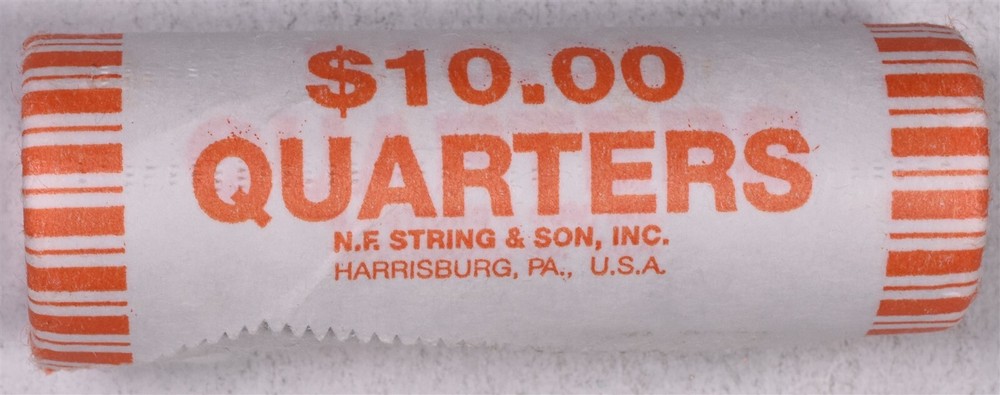 $10.00
QUARTERS
N.F. STRING & SON, INC.
HARRISBURG, PA., U.S.A.